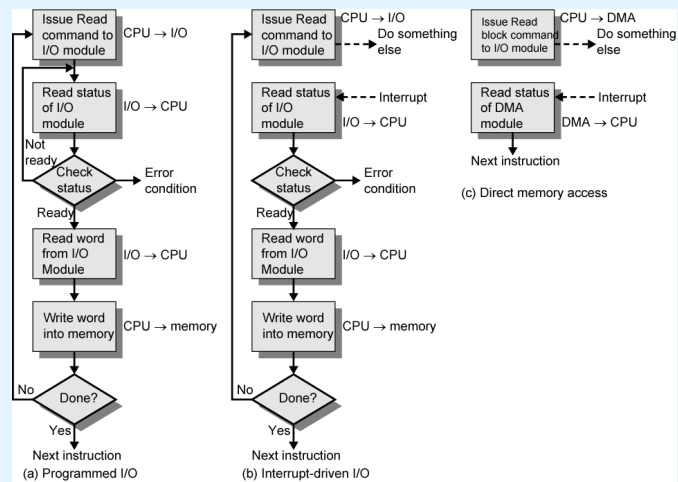 Issue Read
command to
I/O module
CPU → I/O
Read status
of I/O
module
I/O → CPU
Not
ready
Check
status
Error
condition
Ready
Read word
from I/O
Module
I/O → CPU
Write word
into memory
CPU → memory
No
Done?
Yes
Next instruction
(a) Programmed I/O
Issue Read
command to
I/O module
CPU → I/O
Do something
else
Read status
of I/O
module
Interrupt
I/O → CPU
Check
status
Error
condition
Ready
Read word
from I/O
Module
I/O → CPU
Write word
into memory
CPU → memory
No
Done?
Yes
Next instruction
(b) Interrupt-driven I/O
Issue Read
block command
to I/O module
CPU → DMA
Do something
else
Read status
of DMA
module
Interrupt
DMA → CPU
Next instruction
(c) Direct memory access